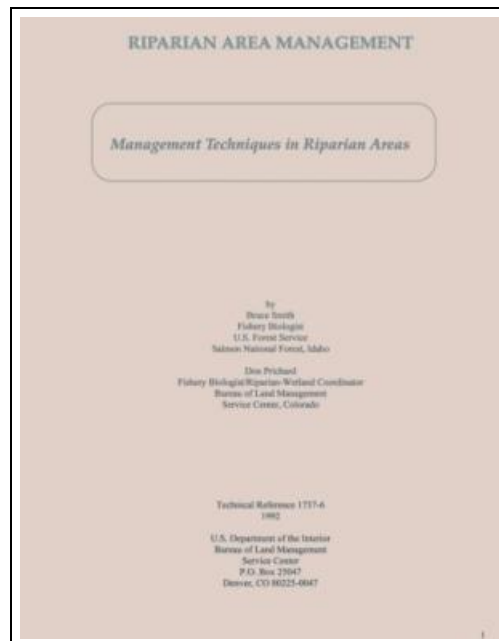 RIPARIAN AREA MANAGEMENT
Management Techniques in Riparian Areas
by
Bruce Smith
Fishery Biologist
U.S. Forest Service
Salmon National Forest, Idaho
Don Prichard
Fishery Biologist/Riparian-Wetland Coordinator
Bureau of Land Management
Service Center, Colorado
Technical Reference 1737-6
1992
U.S. Department of the Interior
Bureau of Land Management
Service Center
P.O. Box 25047
Denver, CO 80225-0047